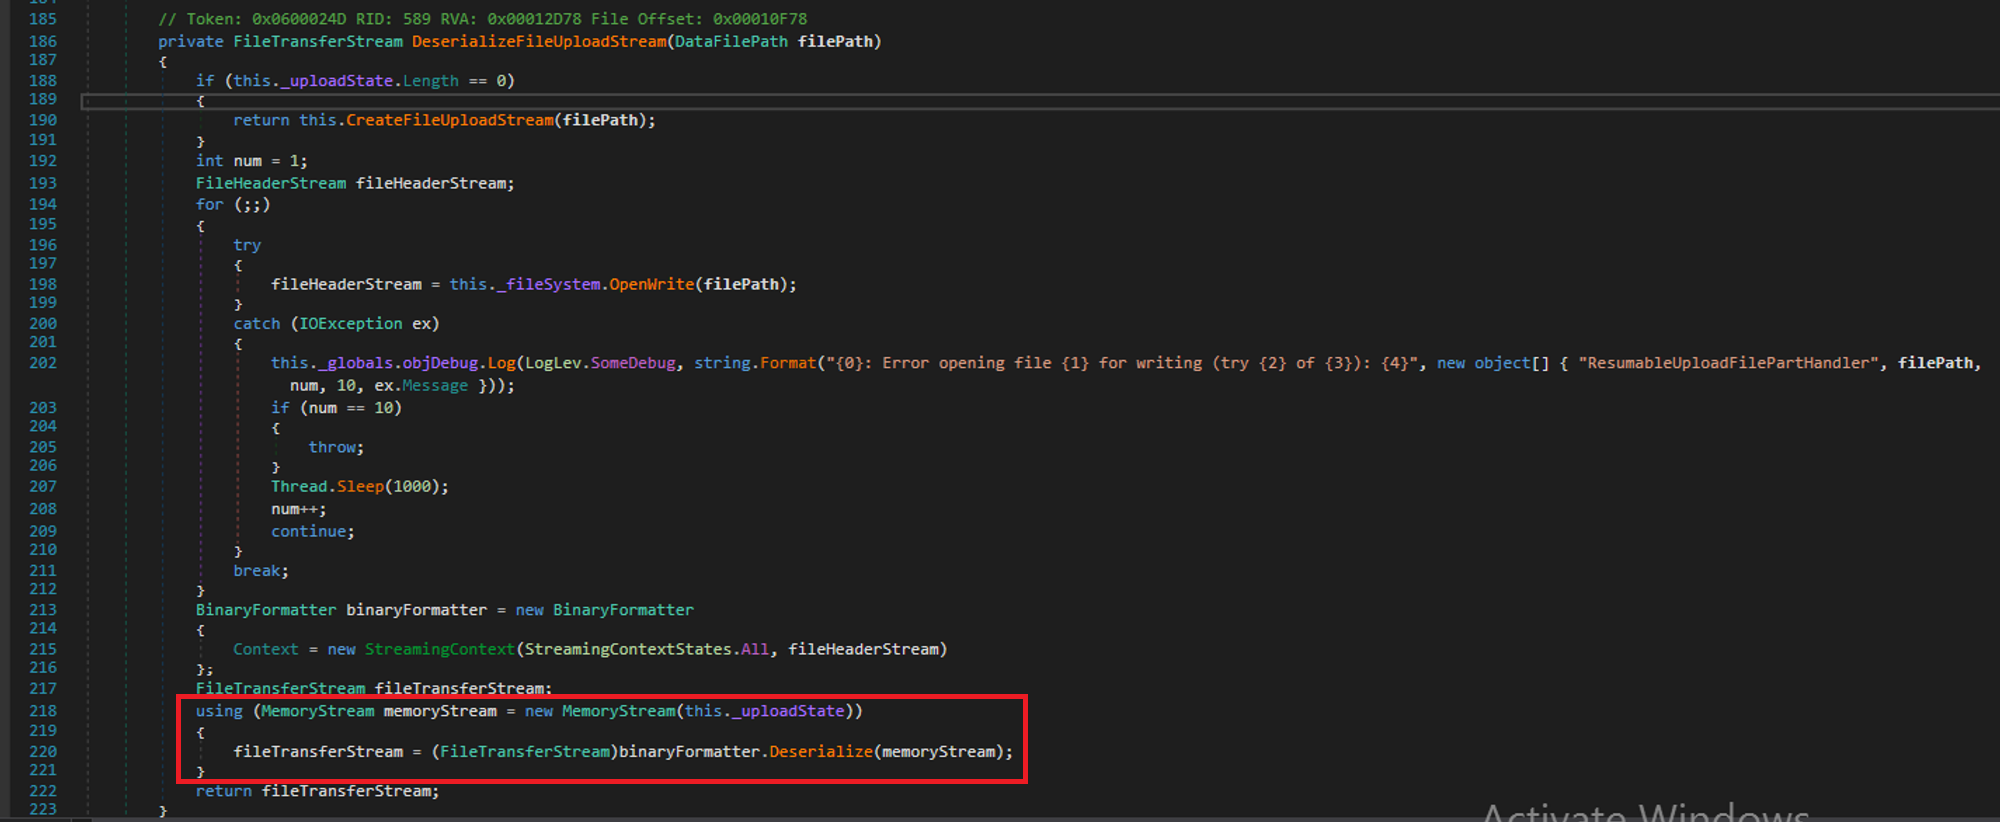 185 // Token: 0x0600024D RID: 589 RVA: 0x00012D78 File Offset: 0x00010F78
186 private FileTransferStream DeserializeFileUploadStream(DataFilePath filePath)
187 {
188 if (this._uploadState.Length == 0)
189 {
190 return this.CreateFileUploadStream(filePath);
191 }
192 int num = 1;
193 FileHeaderStream fileHeaderStream;
194 for (;;)
195 {
196 try
197 {
198 fileHeaderStream = this._fileSystem.OpenWrite(filePath);
199 }
200 catch (IOException ex)
201 {
202 this._globals.objDebug.Log(LogLev.SomeDebug, string.Format("{0}: Error opening file {1} for writing (try {2} of {3}): {4}", new object[] { "ResumableUploadFilePartHandler", filePath,
num, 10, ex.Message }));
203 if (num == 10)
204 {
205 throw;
206 }
207 Thread.Sleep(1000);
208 num++;
209 continue;
210 }
211 break;
212 }
213 BinaryFormatter binaryFormatter = new BinaryFormatter
214 {
215 Context = new StreamingContext(StreamingContextStates.All, fileHeaderStream)
216 };
217 FileTransferStream fileTransferStream;
218 using (MemoryStream memoryStream = new MemoryStream(this._uploadState))
219 {
220 fileTransferStream = (FileTransferStream)binaryFormatter.Deserialize(memoryStream);
221 }
222 return fileTransferStream;
223 }
Activate Windows